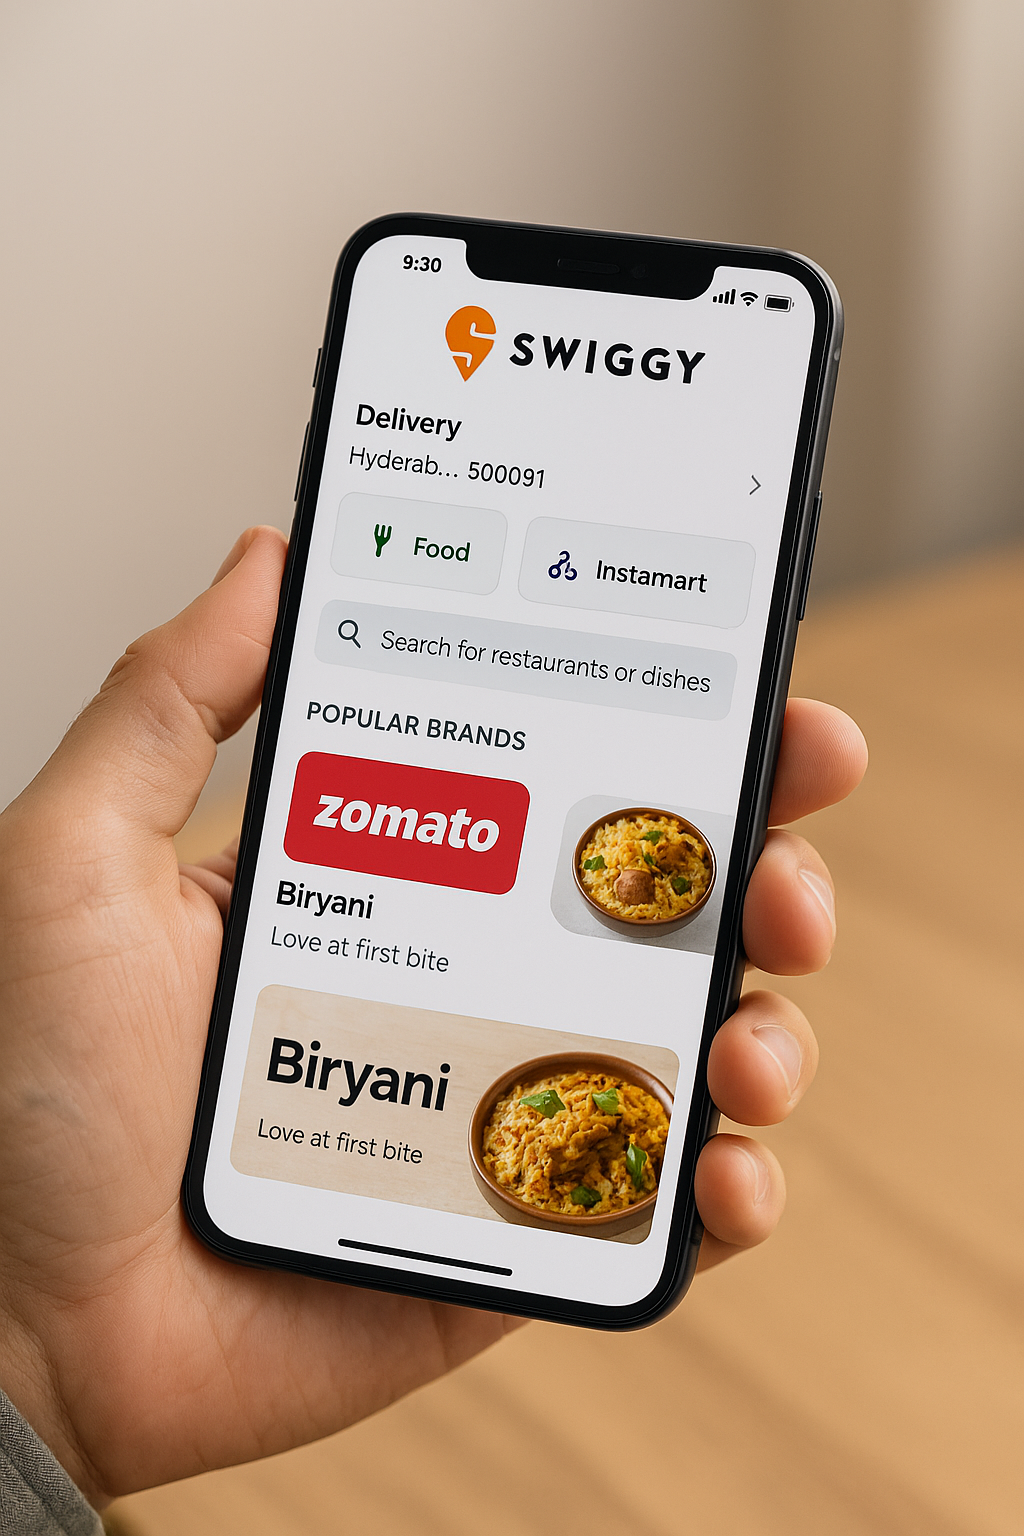 9:30
SWIGGY
Delivery
Hyderab... 500091
Food
Instamart
Search for restaurants or dishes
POPULAR BRANDS
zomato
Biryani
Love at first bite
Biryani
Love at first bite